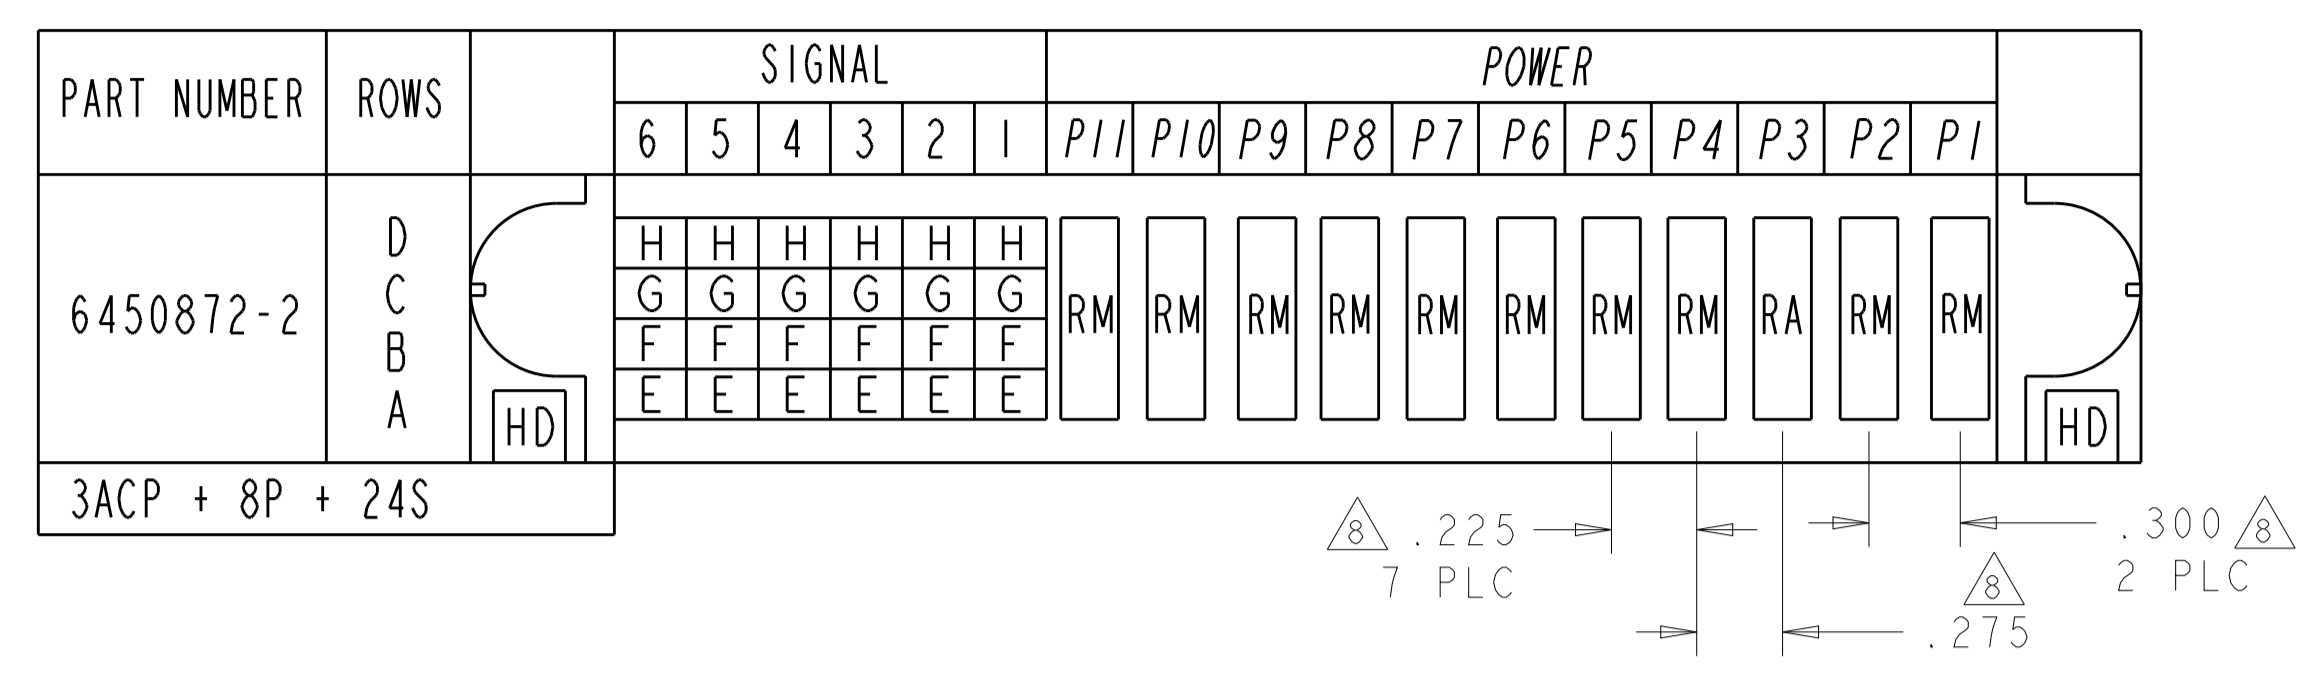 SIGNAL POWER
PART NUMBER ROWS
6 5 4 3 2 1 P11 P10 P9 P8 P7 P6 P5 P4 P3 P2 P1
D
C
B
A
H H H H H H
G G G G G G
F F F F F F
E E E E E E
6450872-2
RM RM RM RM RM RM RM RM RA RM RM
HD HD
3ACP + 8P + 24S
8 .225
7 PLC
.300 8
2 PLC
8
.275